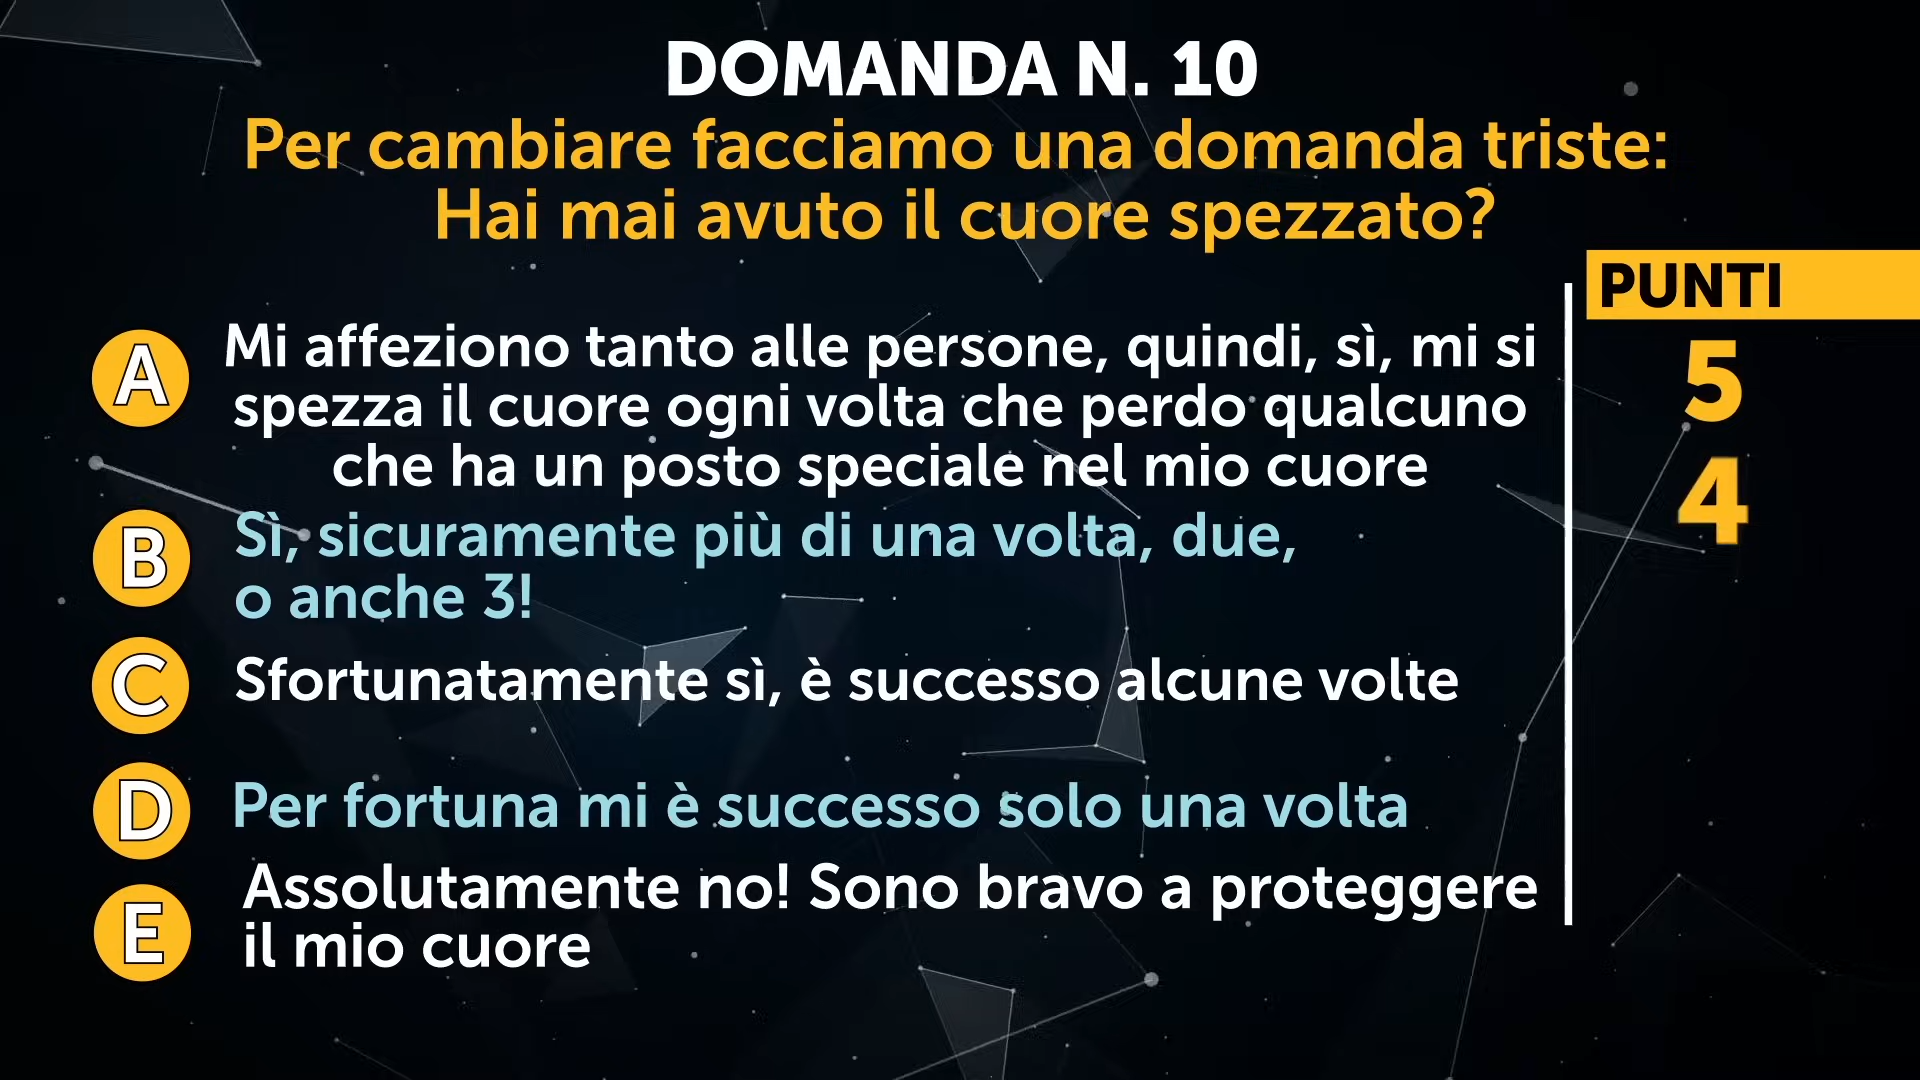 DOMANDA N. 10
Per cambiare facciamo una domanda triste:
Hai mai avuto il cuore spezzato?
PUNTI
A
Mi affeziono tanto alle persone, quindi, sì, mi si
spezza il cuore ogni volta che perdo qualcuno
che ha un posto speciale nel mio cuore
5
B
Sì, sicuramente più di una volta, due,
o anche 3!
4
C
Sfortunatamente sì, è successo alcune volte
D
Per fortuna mi è successo solo una volta
E
Assolutamente no! Sono bravo a proteggere
il mio cuore